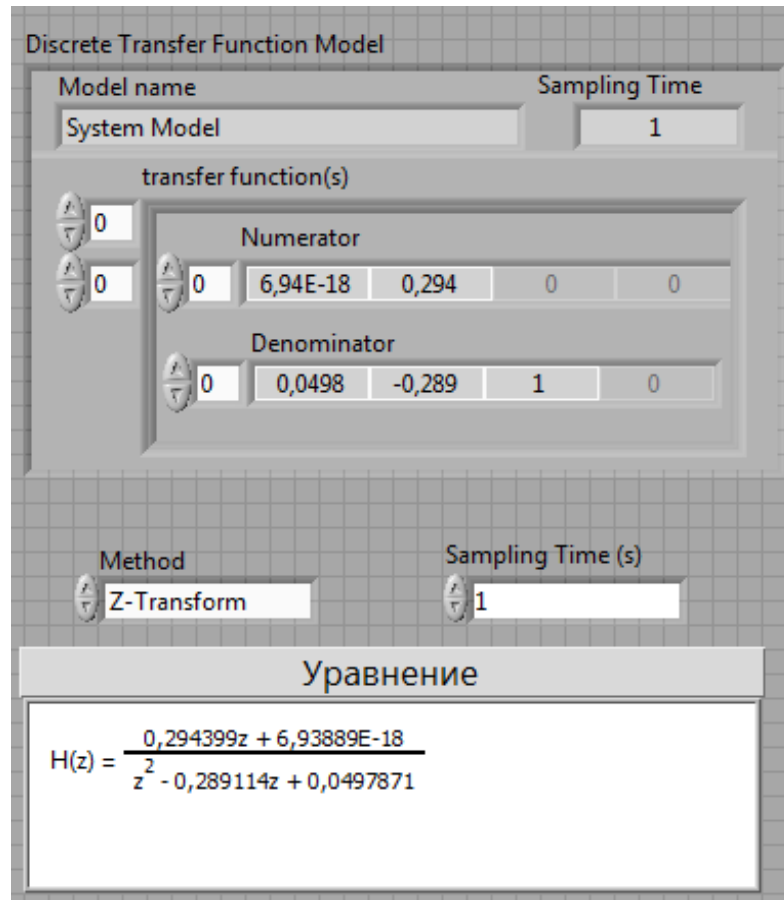 Discrete Transfer Function Model
Model name Sampling Time
System Model 1
transfer function(s)
0
Numerator
0 0 6,94E-18 0,294 0 0
Denominator
0 0,0498 -0,289 1 0
Method Sampling Time (s)
Z-Transform 1
Уравнение
0,294399z + 6,93889E-18
H(z) =
z² - 0,289114z + 0,0497871